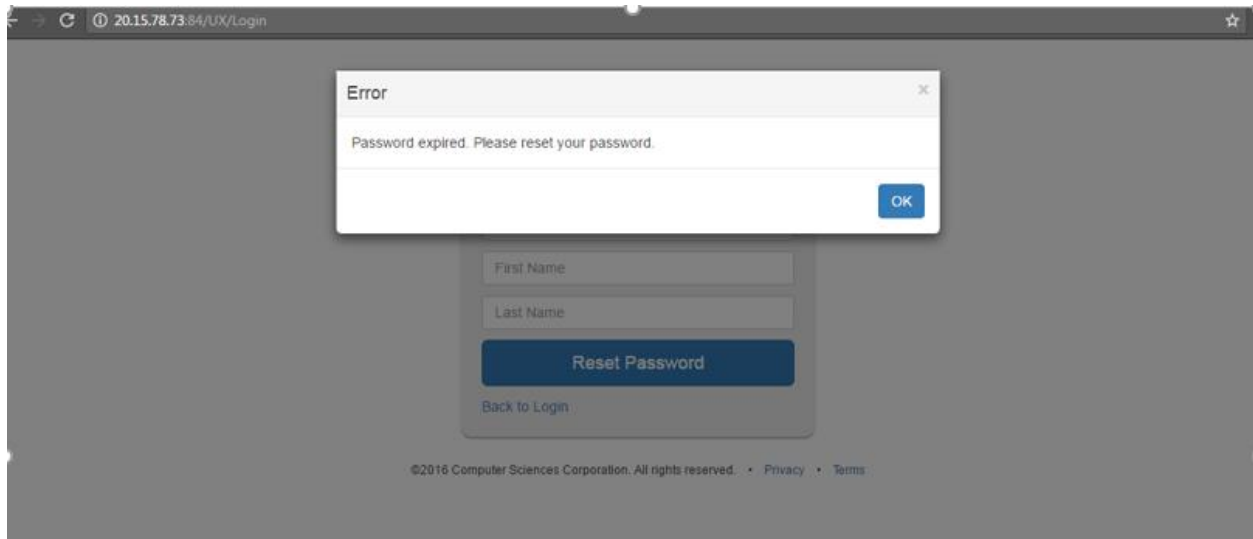 20.15.78.73:84/UX/Login
Error
×
Password expired. Please reset your password.
OK
First Name
Last Name
Reset Password
Back to Login
©2016 Computer Sciences Corporation. All rights reserved. • Privacy • Terms